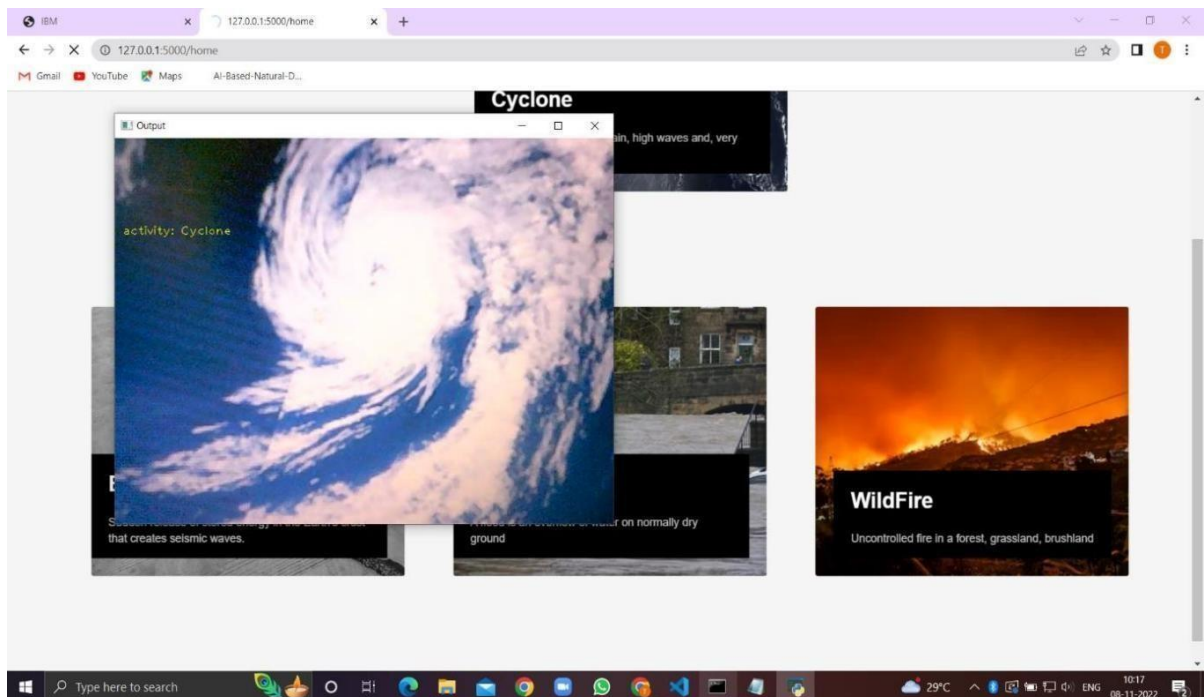 IBM
127.0.0.1:5000/home
127.0.0.1:5000/home
Gmail
YouTube
Maps
AI-Based-Natural-D...
Cyclone
ain, high waves and, very
Output
activity: Cyclone
E
that creates seismic waves.
on normally dry
ground
WildFire
Uncontrolled fire in a forest, grassland, brushland
Type here to search
29°C
ENG
10:17
08-11-2022